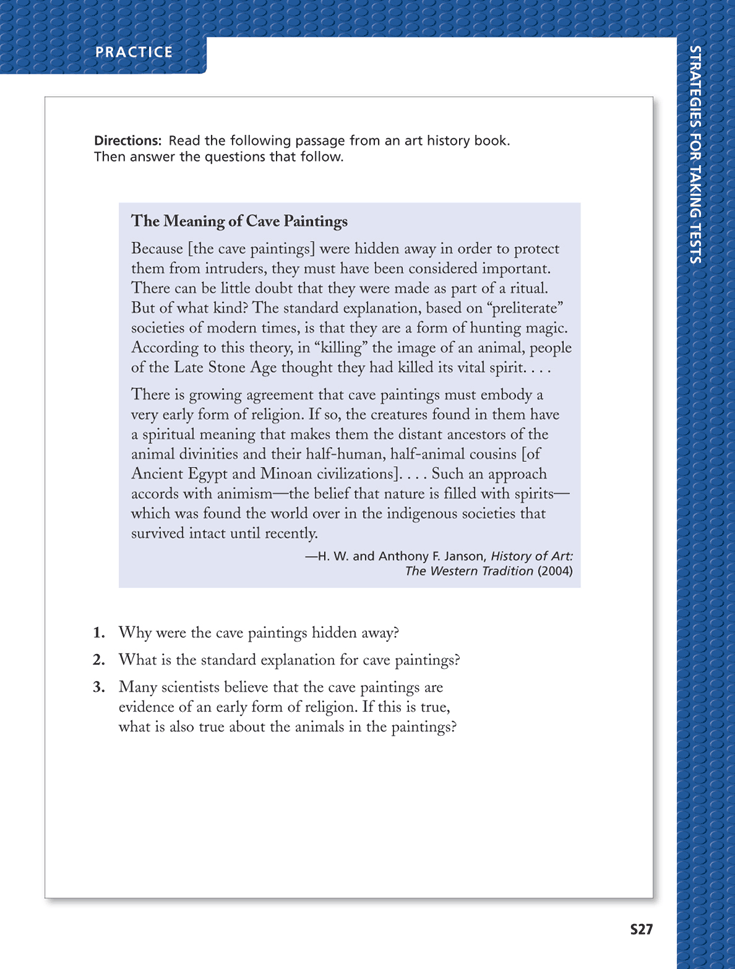 PRACTICE
STRATEGIES FOR TAKING TESTS
Directions: Read the following passage from an art history book.
Then answer the questions that follow.
The Meaning of Cave Paintings
Because [the cave paintings] were hidden away in order to protect
them from intruders, they must have been considered important.
There can be little doubt that they were made as part of a ritual.
But of what kind? The standard explanation, based on “preliterate”
societies of modern times, is that they are a form of hunting magic.
According to this theory, in “killing” the image of an animal, people
of the Late Stone Age thought they had killed its vital spirit. . . .
There is growing agreement that cave paintings must embody a
very early form of religion. If so, the creatures found in them have
a spiritual meaning that makes them the distant ancestors of the
animal divinities and their half-human, half-animal cousins [of
Ancient Egypt and Minoan civilizations]. . . . Such an approach
accords with animism—the belief that nature is filled with spirits—
which was found the world over in the indigenous societies that
survived intact until recently.
—H. W. and Anthony F. Janson, History of Art:
The Western Tradition (2004)
1. Why were the cave paintings hidden away?
2. What is the standard explanation for cave paintings?
3. Many scientists believe that the cave paintings are
evidence of an early form of religion. If this is true,
what is also true about the animals in the paintings?
S27